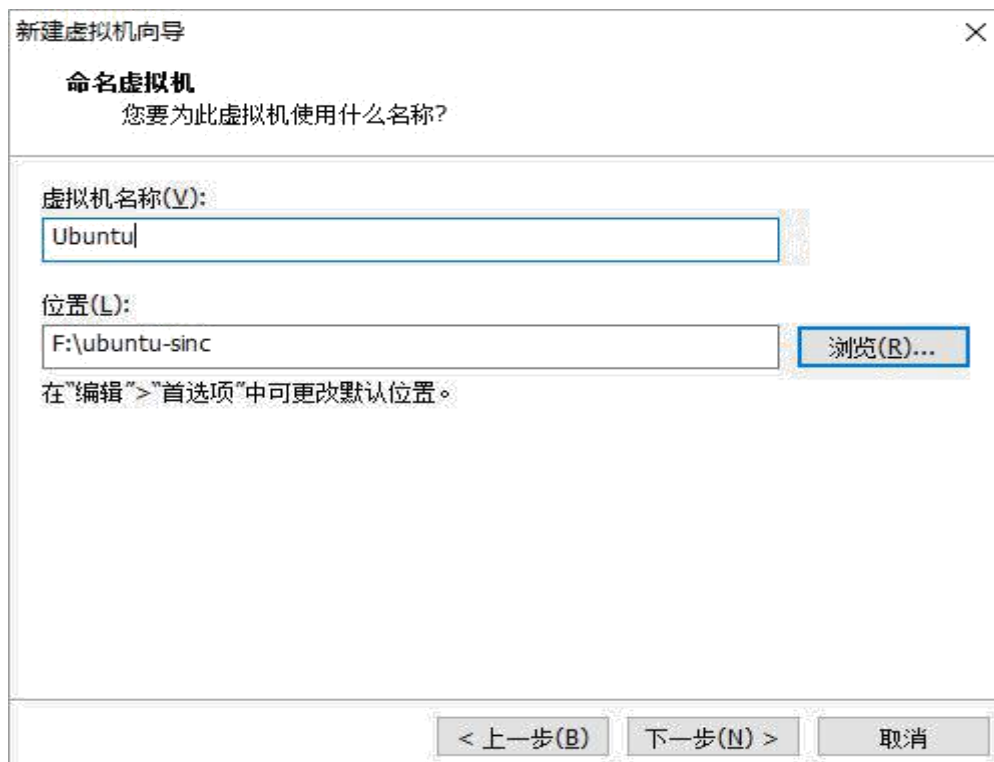 新建虚拟机向导
命名虚拟机
您要为此虚拟机使用什么名称?
虚拟机名称(V):
Ubuntu
位置(L):
F:\ubuntu-sinc
浏览(R)...
在"编辑">"首选项"中可更改默认位置。
< 上一步(B) 下一步(N) > 取消